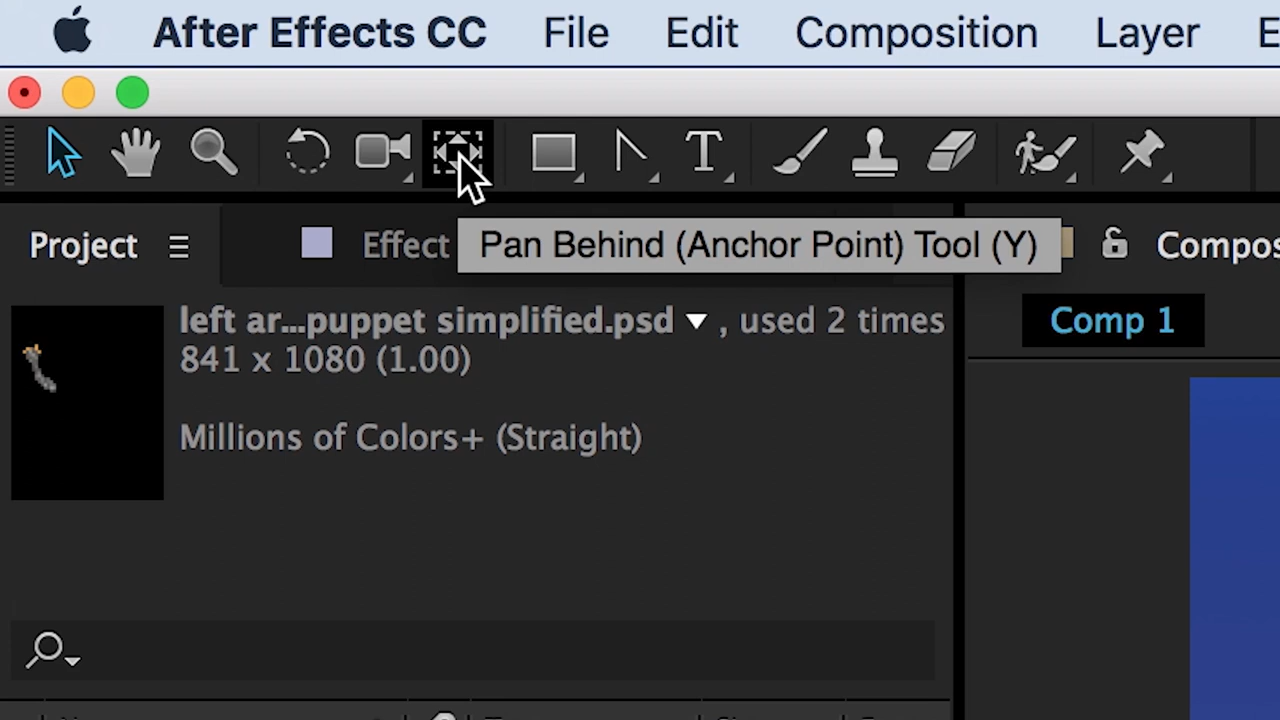 After Effects CC File Edit Composition Layer
Pan Behind (Anchor Point) Tool (Y)
Project Effect
left ar...puppet simplified.psd , used 2 times
841 x 1080 (1.00)
Millions of Colors+ (Straight)
Comp 1